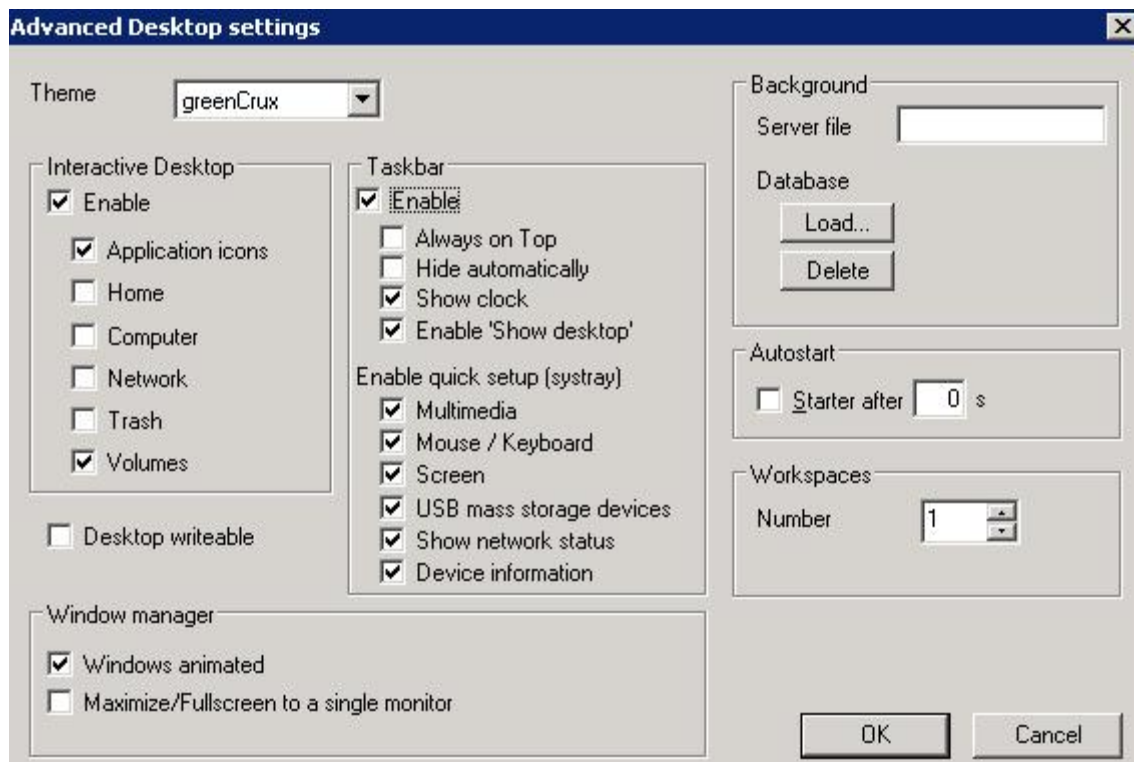 Advanced Desktop settings
Theme
greenCrux
Interactive Desktop
Enable
Application icons
Home
Computer
Network
Trash
Volumes
Desktop writeable
Taskbar
Enable
Always on Top
Hide automatically
Show clock
Enable 'Show desktop'
Enable quick setup (systray)
Multimedia
Mouse / Keyboard
Screen
USB mass storage devices
Show network status
Device information
Window manager
Windows animated
Maximize/Fullscreen to a single monitor
Background
Server file
Database
Load...
Delete
Autostart
Starter after 0 s
Workspaces
Number 1
OK Cancel